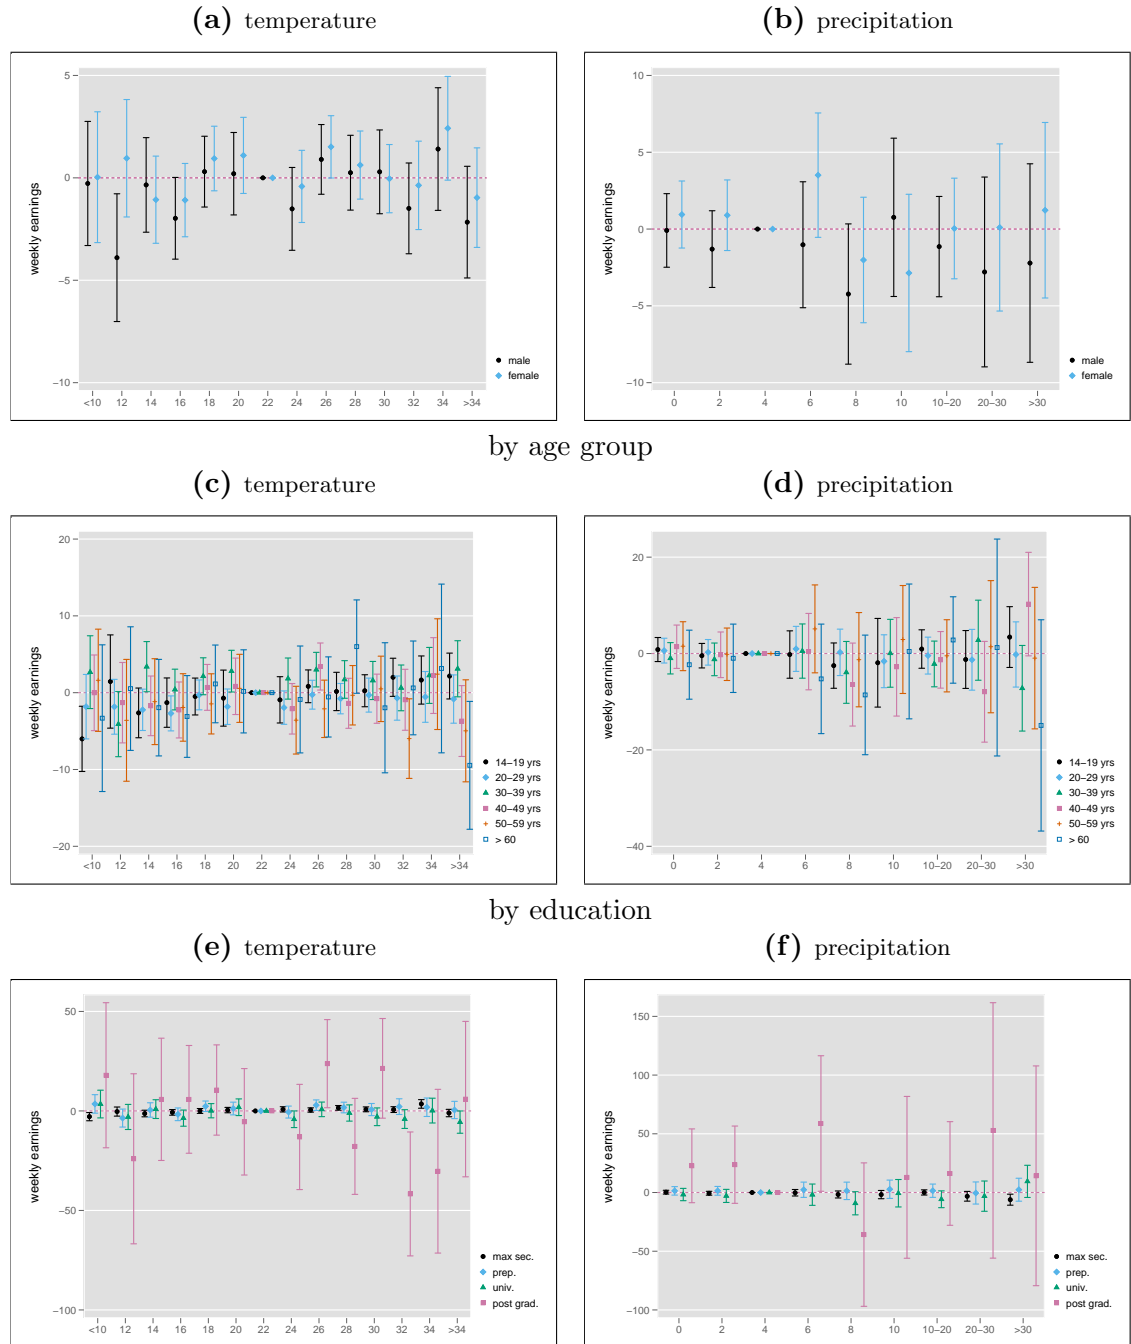 (a) temperature
(b) precipitation
weekly earnings
5
0
−5
−10
<10 12 14 16 18 20 22 24 26 28 30 32 34 >34
male
female
weekly earnings
10
5
0
−5
−10
0 2 4 6 8 10 10−20 20−30 >30
male
female
by age group
(c) temperature
(d) precipitation
weekly earnings
20
10
0
−10
−20
<10 12 14 16 18 20 22 24 26 28 30 32 34 >34
14−19 yrs
20−29 yrs
30−39 yrs
40−49 yrs
50−59 yrs
> 60
weekly earnings
20
0
−20
−40
0 2 4 6 8 10 10−20 20−30 >30
14−19 yrs
20−29 yrs
30−39 yrs
40−49 yrs
50−59 yrs
> 60
by education
(e) temperature
(f) precipitation
weekly earnings
50
0
−50
−100
<10 12 14 16 18 20 22 24 26 28 30 32 34 >34
max sec.
prep.
univ.
post grad.
weekly earnings
150
100
50
0
−50
−100
0 2 4 6 8 10 10−20 20−30 >30
max sec.
prep.
univ.
post grad.